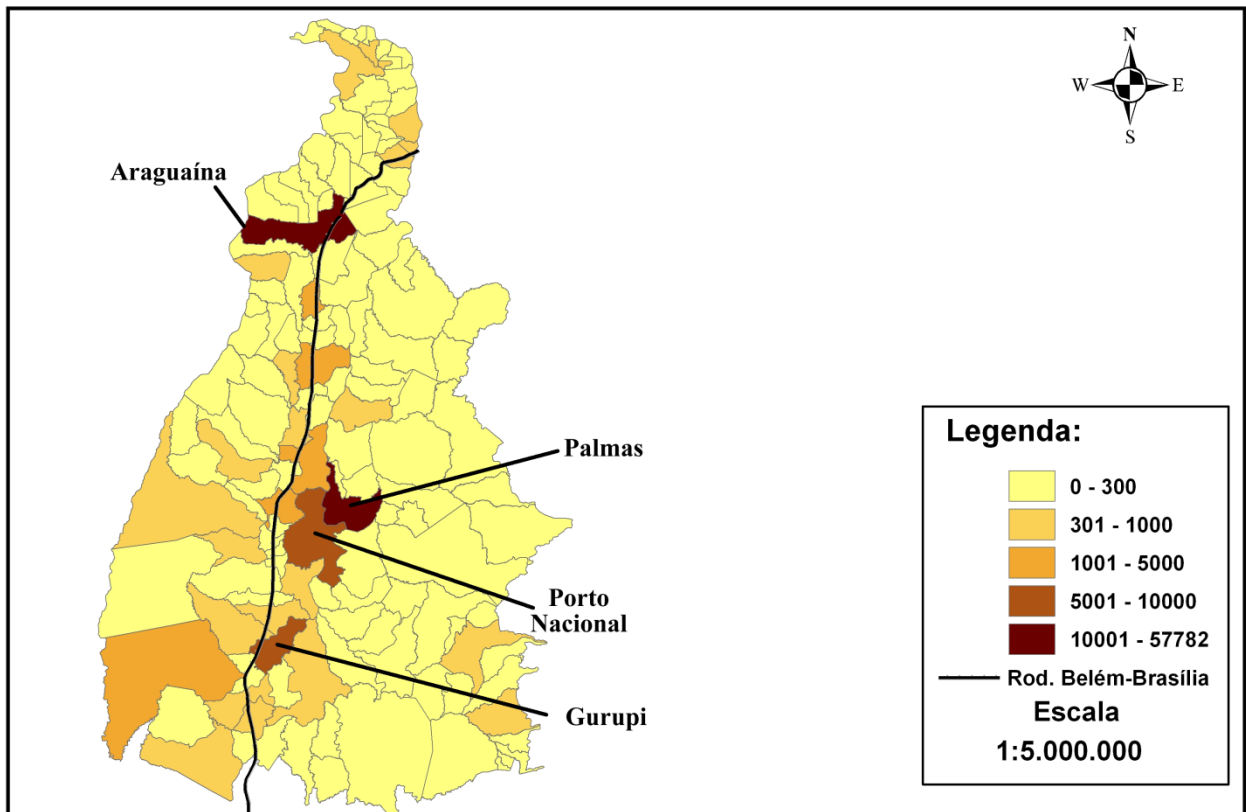 N
W E
S
Araguaína
Palmas
Porto
Nacional
Gurupi
Legenda:
0 - 300
301 - 1000
1001 - 5000
5001 - 10000
10001 - 57782
Rod. Belém-Brasília
Escala
1:5.000.000